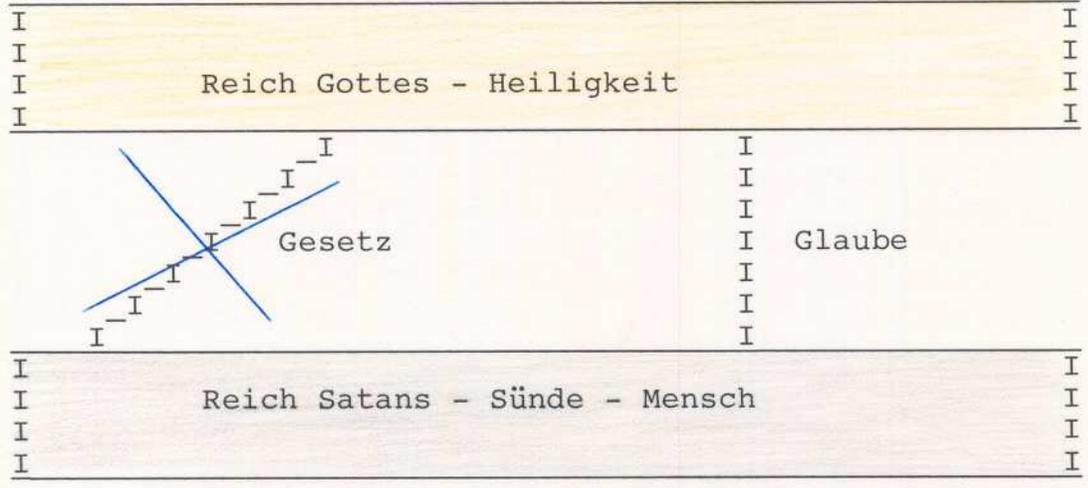 Reich Gottes - Heiligkeit
Gesetz
Glaube
Reich Satans - Sünde - Mensch